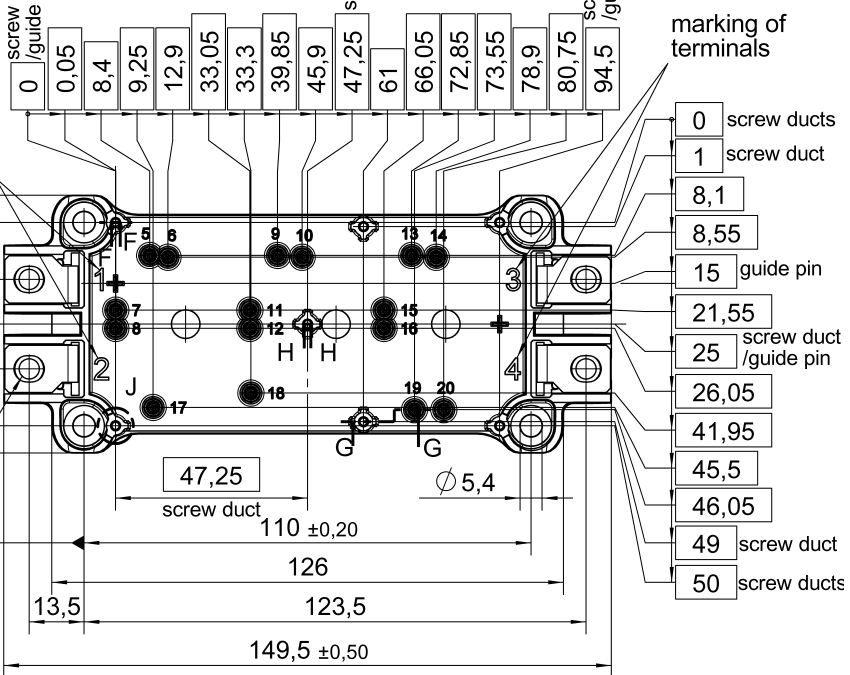 screw
/guide
0
0,05
8,4
9,25
12,9
33,05
33,3
39,85
45,9
47,25
61
66,05
72,85
73,55
78,9
80,75
94,5
marking of
terminals
0 screw ducts
1 screw duct
8,1
8,55
15 guide pin
21,55
25 screw duct
/guide pin
26,05
41,95
45,5
46,05
49 screw duct
50 screw ducts
5 6 9 10 13 14
F
F
1 3
7 11 15
8 12 16
H H
2 4
J
17 18 19 20
G G
47,25
screw duct
Ø 5,4
110 ±0,20
126
13,5 123,5
149,5 ±0,50